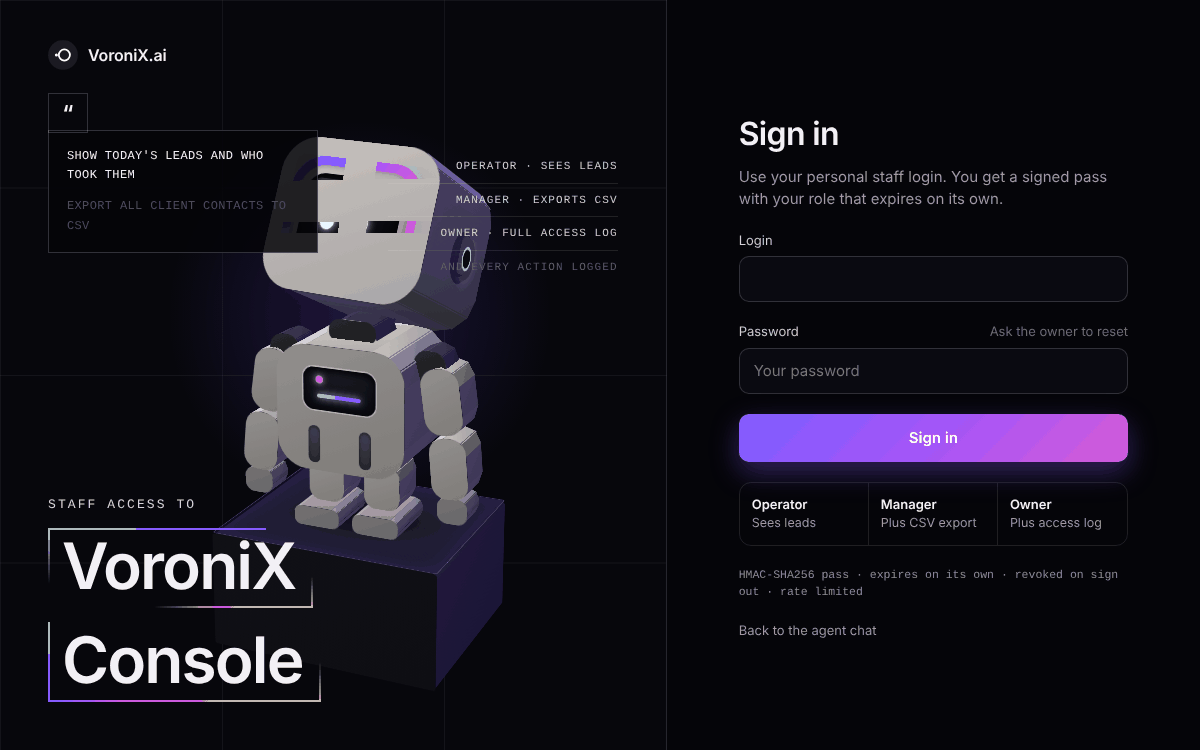 VoroniX.ai
“
SHOW TODAY'S LEADS AND WHO
TOOK THEM
EXPORT ALL CLIENT CONTACTS TO
CSV
OPERATOR · SEES LEADS
MANAGER · EXPORTS CSV
OWNER · FULL ACCESS LOG
AND EVERY ACTION LOGGED
STAFF ACCESS TO
VoroniX
Console
Sign in
Use your personal staff login. You get a signed pass
with your role that expires on its own.
Login
Password
Ask the owner to reset
Your password
Sign in
Operator
Sees leads
Manager
Plus CSV export
Owner
Plus access log
HMAC-SHA256 pass · expires on its own · revoked on sign
out · rate limited
Back to the agent chat